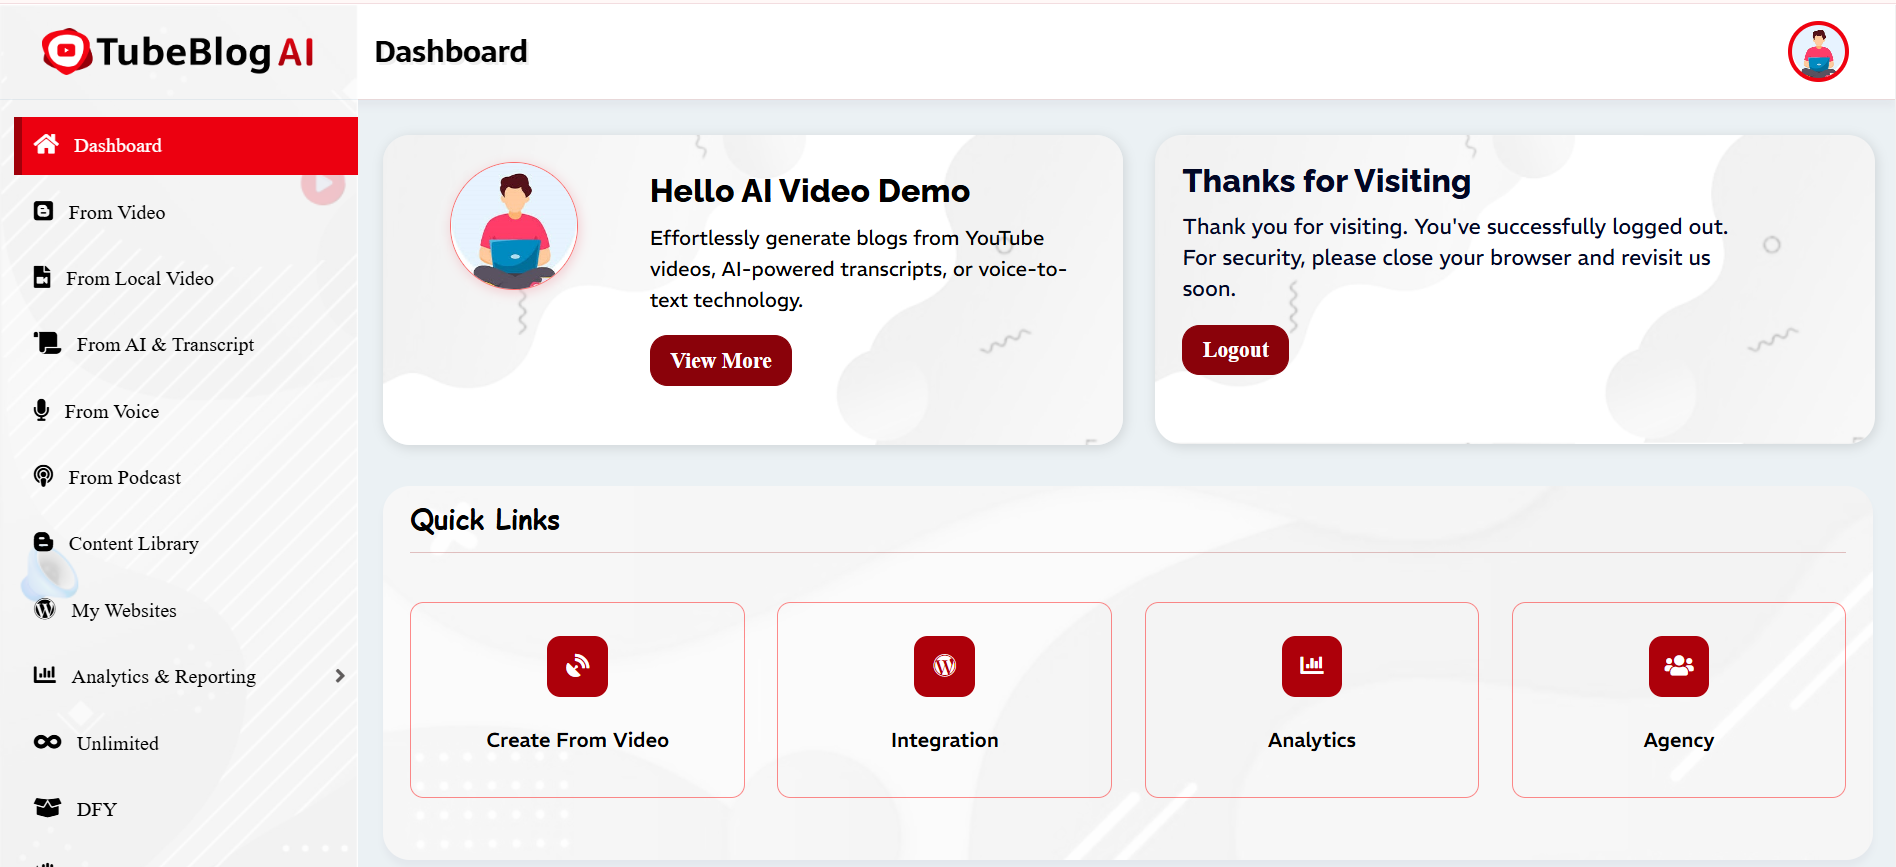 TubeBlog AI
Dashboard
Dashboard
From Video
From Local Video
From AI & Transcript
From Voice
From Podcast
Content Library
My Websites
Analytics & Reporting
Unlimited
DFY
Hello AI Video Demo
Effortlessly generate blogs from YouTube
videos, AI-powered transcripts, or voice-to-
text technology.
View More
Thanks for Visiting
Thank you for visiting. You've successfully logged out.
For security, please close your browser and revisit us
soon.
Logout
Quick Links
Create From Video
Integration
Analytics
Agency